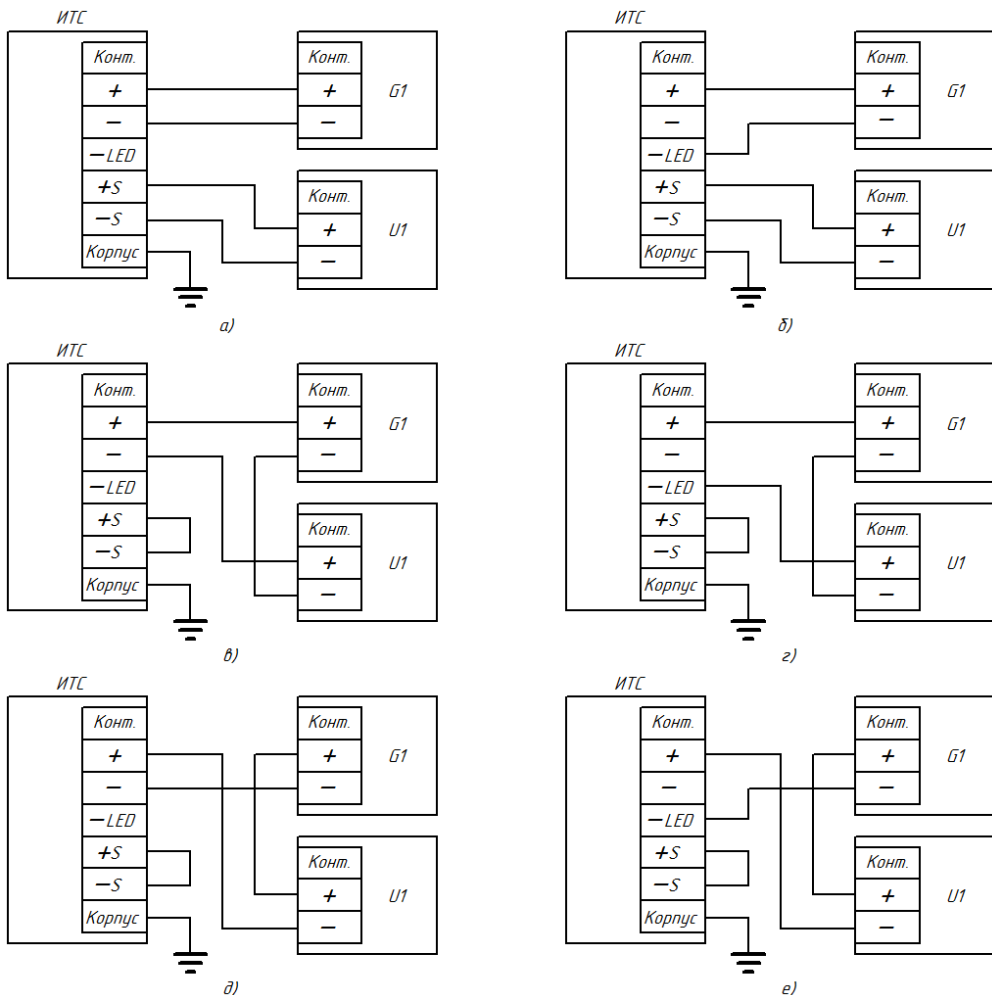 ИТС
Конт.
+
−
−LED
+S
−S
Корпус
Конт.
+
−
G1
Конт.
+
−
U1
а)
ИТС
Конт.
+
−
−LED
+S
−S
Корпус
Конт.
+
−
G1
Конт.
+
−
U1
б)
ИТС
Конт.
+
−
−LED
+S
−S
Корпус
Конт.
+
−
G1
Конт.
+
−
U1
в)
ИТС
Конт.
+
−
−LED
+S
−S
Корпус
Конт.
+
−
G1
Конт.
+
−
U1
г)
ИТС
Конт.
+
−
−LED
+S
−S
Корпус
Конт.
+
−
G1
Конт.
+
−
U1
д)
ИТС
Конт.
+
−
−LED
+S
−S
Корпус
Конт.
+
−
G1
Конт.
+
−
U1
е)